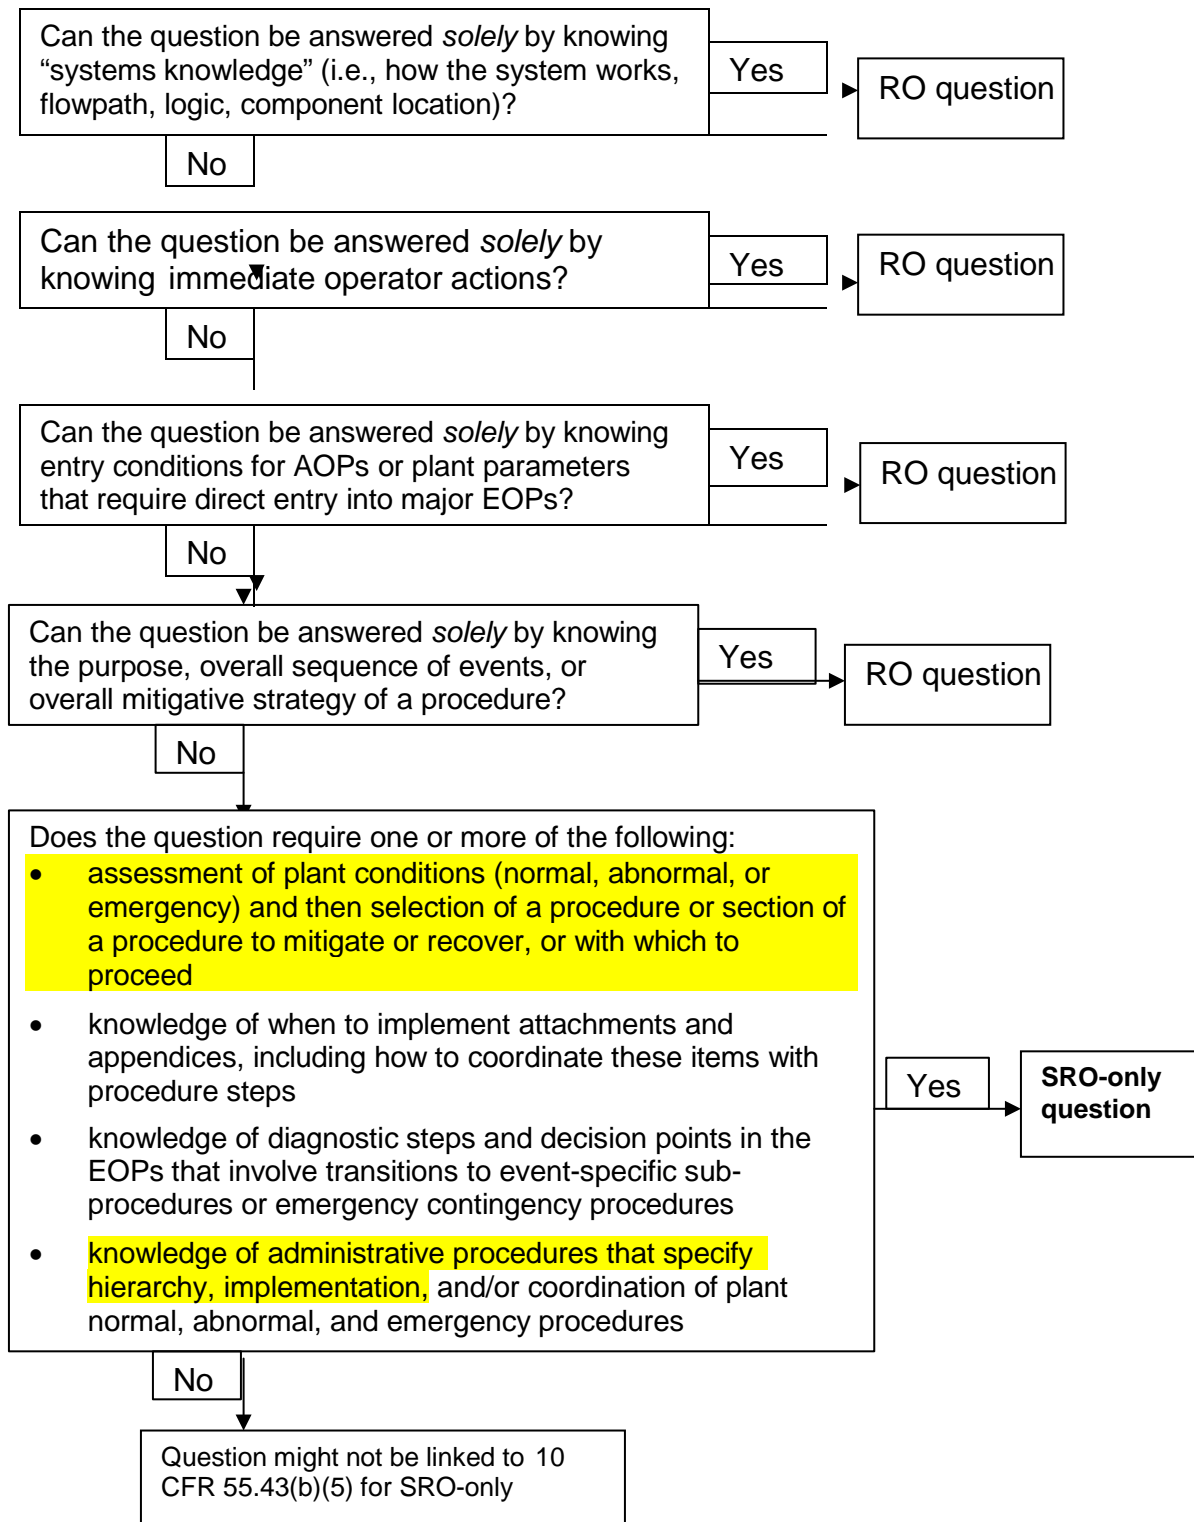 Can the question be answered solely by knowing
“systems knowledge” (i.e., how the system works,
flowpath, logic, component location)?
Yes
RO question
No
Can the question be answered solely by
knowing immediate operator actions?
Yes
RO question
No
Can the question be answered solely by knowing
entry conditions for AOPs or plant parameters
that require direct entry into major EOPs?
Yes
RO question
No
Can the question be answered solely by knowing
the purpose, overall sequence of events, or
overall mitigative strategy of a procedure?
Yes
RO question
No
Does the question require one or more of the following:
• assessment of plant conditions (normal, abnormal, or
emergency) and then selection of a procedure or section of
a procedure to mitigate or recover, or with which to
proceed
• knowledge of when to implement attachments and
appendices, including how to coordinate these items with
procedure steps
• knowledge of diagnostic steps and decision points in the
EOPs that involve transitions to event-specific sub-
procedures or emergency contingency procedures
• knowledge of administrative procedures that specify
hierarchy, implementation, and/or coordination of plant
normal, abnormal, and emergency procedures
Yes
SRO-only
question
No
Question might not be linked to 10
CFR 55.43(b)(5) for SRO-only